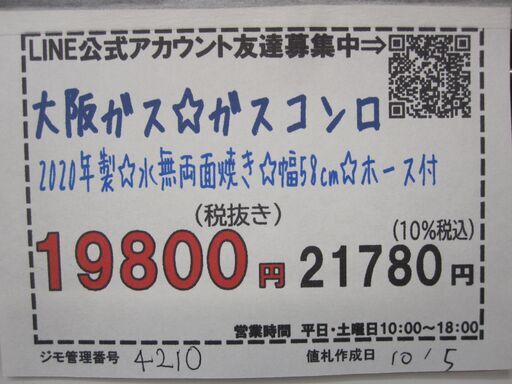 LINE公式アカウント友達募集中⇒
大阪ガス☆ガスコンロ
2020年製☆水無両面焼き☆幅58cm☆ホース付
(税抜き) (10%税込)
19800円 21780円
営業時間 平日・土曜日10:00~18:00
ジモ管理番号 4210 値札作成日 10/5